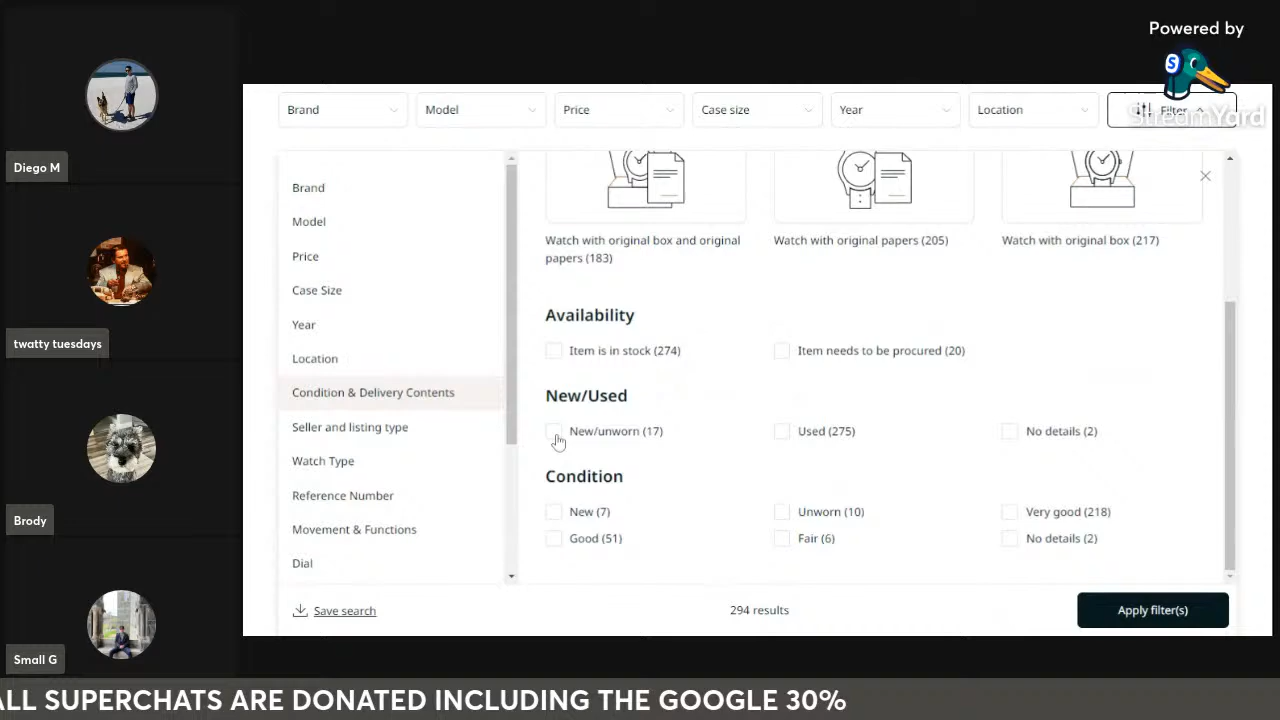 Powered by
S
StreamYard
Diego M
twatty tuesdays
Brody
Small G
Brand
Model
Price
Case size
Year
Location
Filter
Brand
Model
Price
Case Size
Year
Location
Condition & Delivery Contents
Seller and listing type
Watch Type
Reference Number
Movement & Functions
Dial
Watch with original box and original
papers (183)
Watch with original papers (205)
Watch with original box (217)
Availability
Item is in stock (274)
Item needs to be procured (20)
New/Used
New/unworn (17)
Used (275)
No details (2)
Condition
New (7)
Unworn (10)
Very good (218)
Good (51)
Fair (6)
No details (2)
Save search
294 results
Apply filter(s)
ALL SUPERCHATS ARE DONATED INCLUDING THE GOOGLE 30%